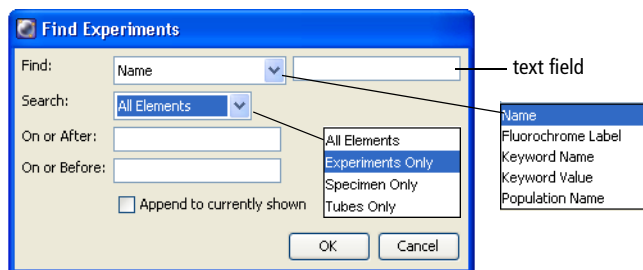 Find Experiments
Find:
Name
text field
Search:
All Elements
Name
Fluorochrome Label
Keyword Name
Keyword Value
Population Name
On or After:
All Elements
Experiments Only
Specimen Only
Tubes Only
On or Before:
Append to currently shown
OK
Cancel